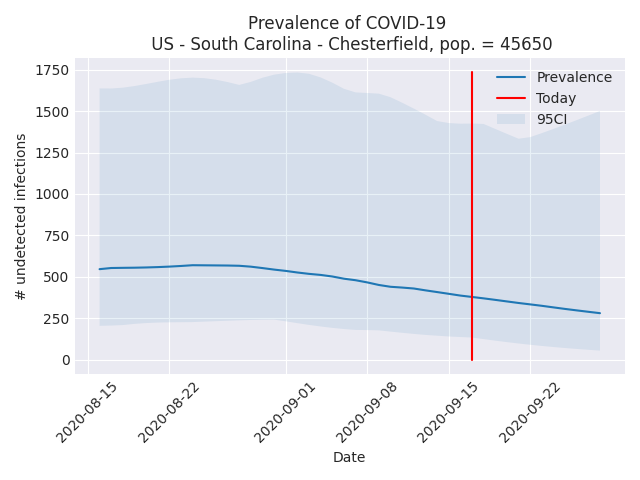 Prevalence of COVID-19
US - South Carolina - Chesterfield, pop. = 45650
Prevalence
Today
95CI
# undetected infections
1750
1500
1250
1000
750
500
250
0
2020-08-15
2020-08-22
2020-09-01
2020-09-08
2020-09-15
2020-09-22
Date